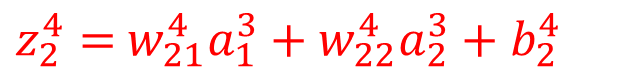 $z_2^4 = w_{21}^4 a_1^3 + w_{22}^4 a_2^3 + b_2^4$